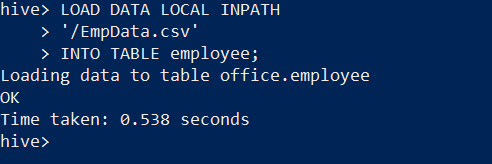 hive> LOAD DATA LOCAL INPATH
    > '/EmpData.csv'
    > INTO TABLE employee;
Loading data to table office.employee
OK
Time taken: 0.538 seconds
hive>